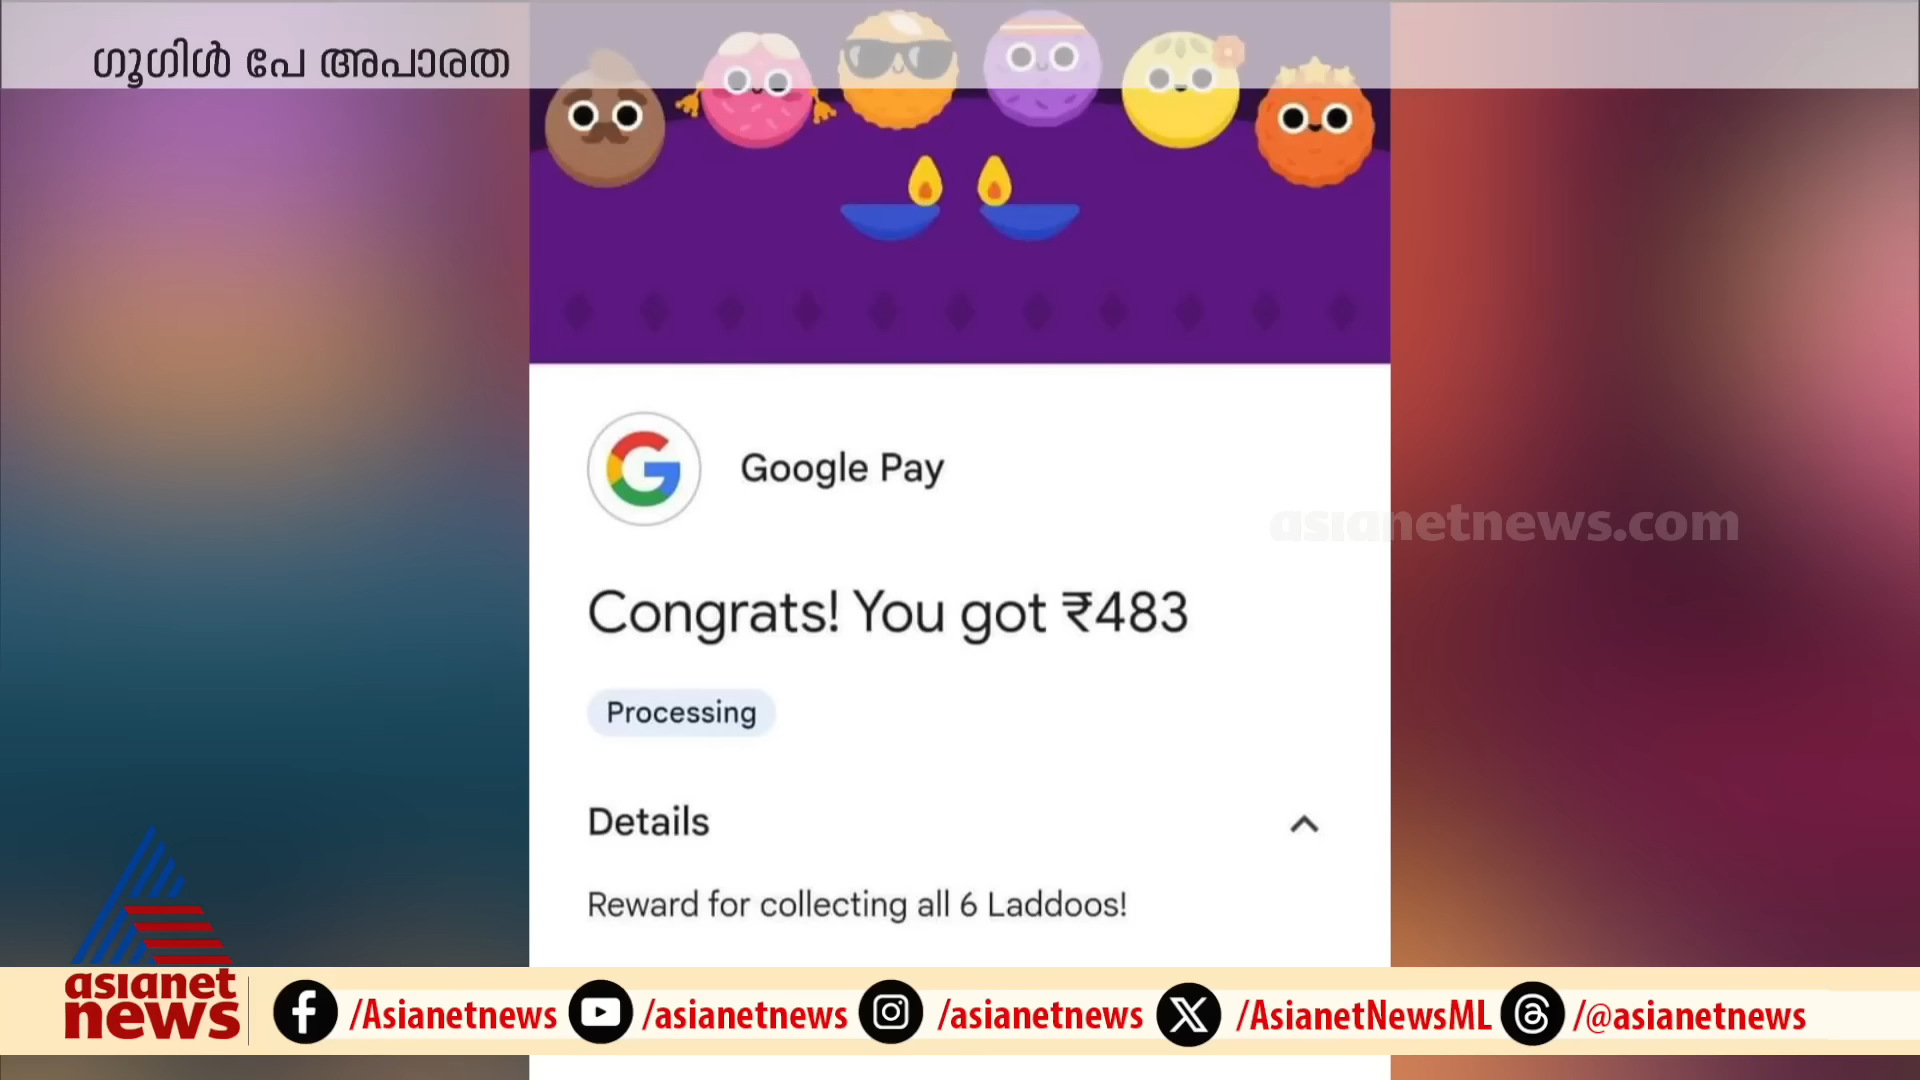 ഗൂഗിൾ പേ അപാരത
Google Pay
asianetnews.com
Congrats! You got ₹483
Processing
Details
Reward for collecting all 6 Laddoos!
asianet
news
/Asianetnews /asianetnews /asianetnews /AsianetNewsML /@asianetnews